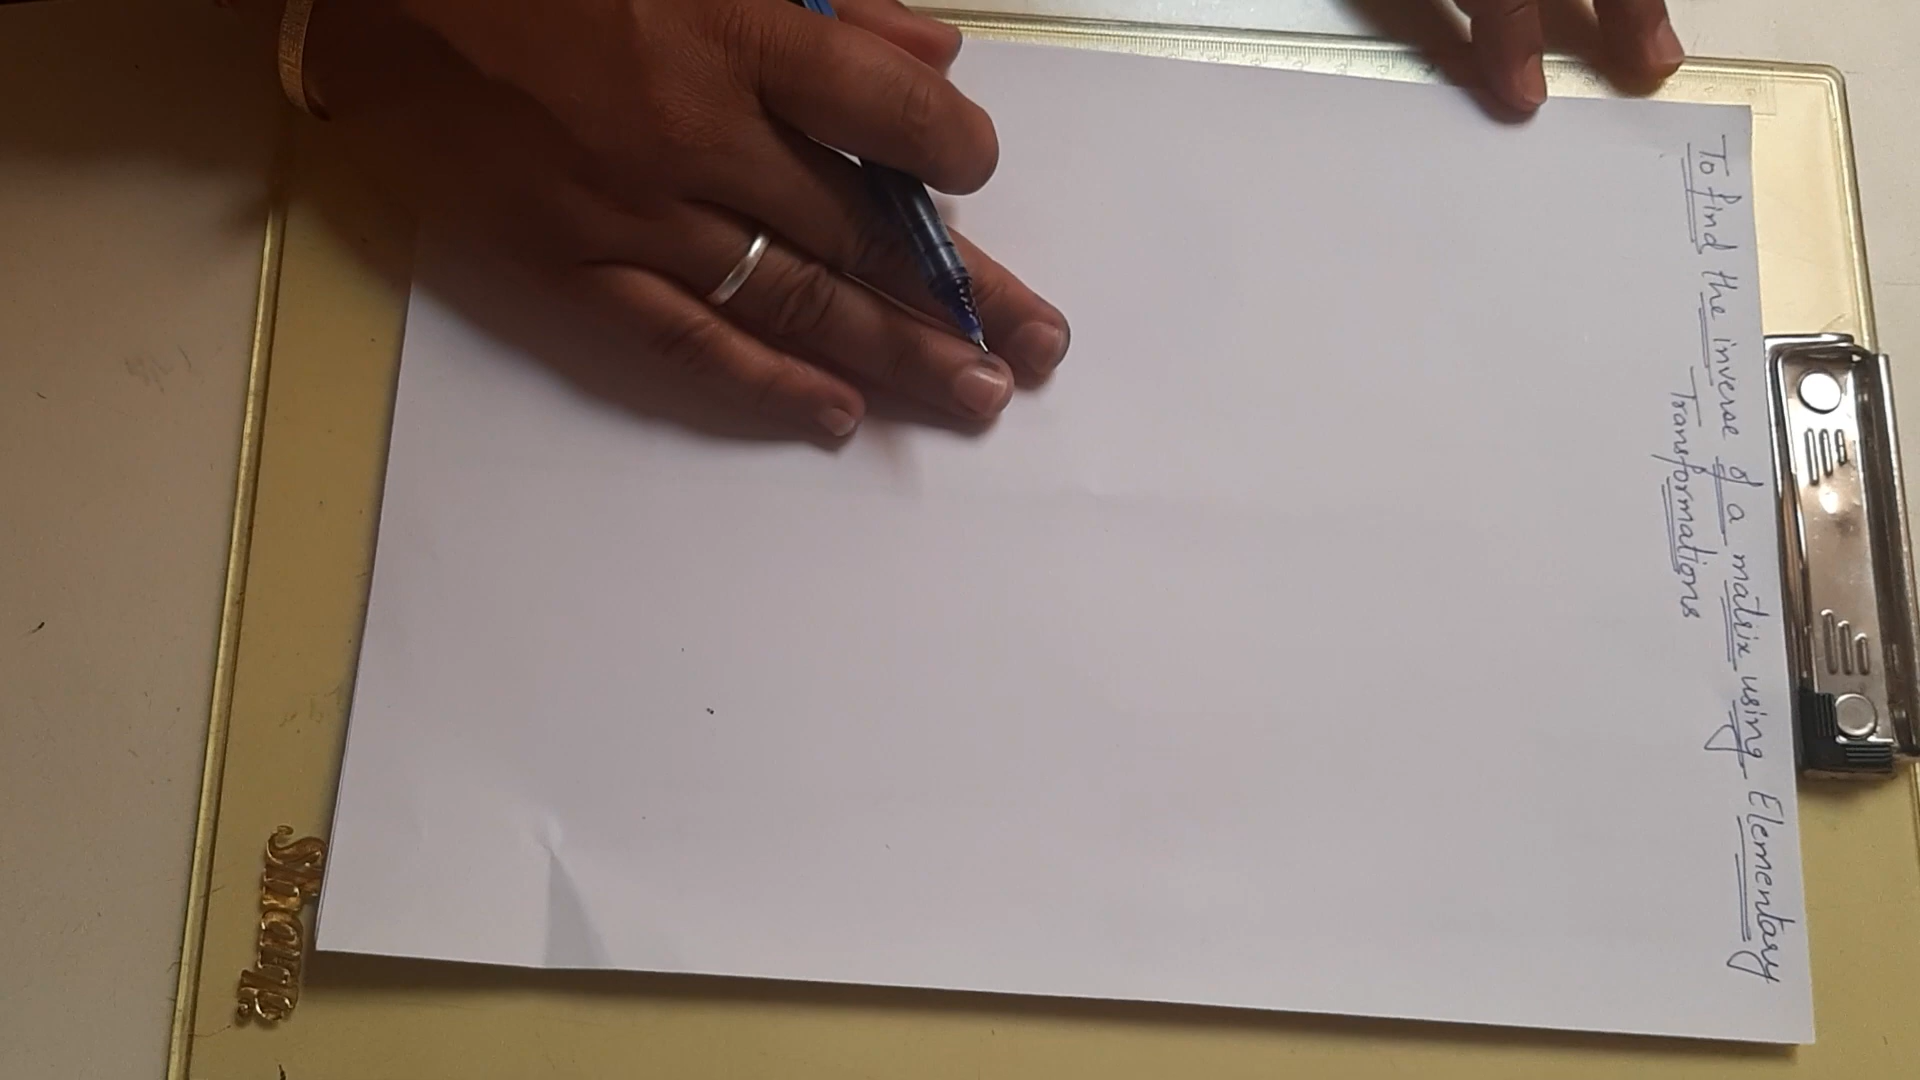 To find the inverse of a matrix using Elementary
Transformations
Sharp